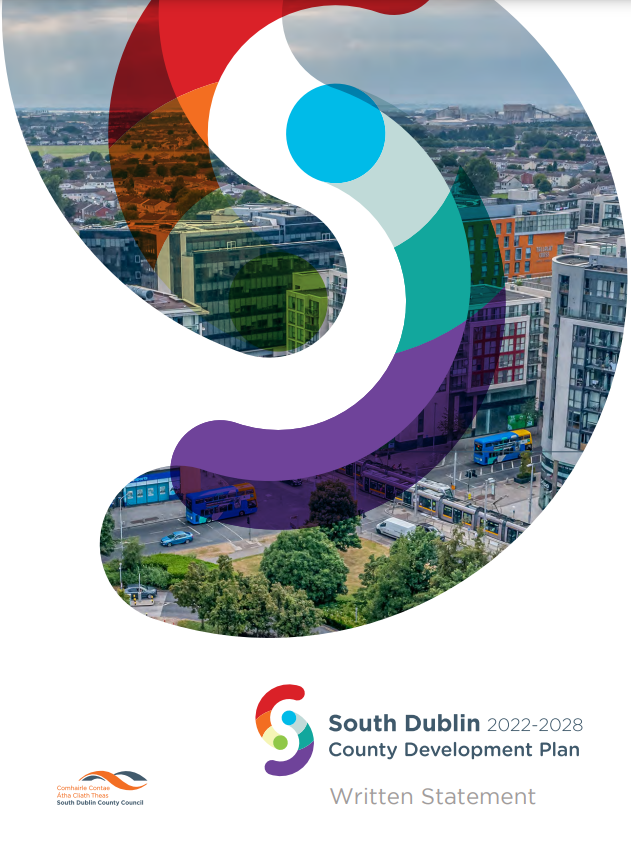 South Dublin 2022-2028
County Development Plan
Written Statement
Comhairle Contae
Átha Cliath Theas
South Dublin County Council